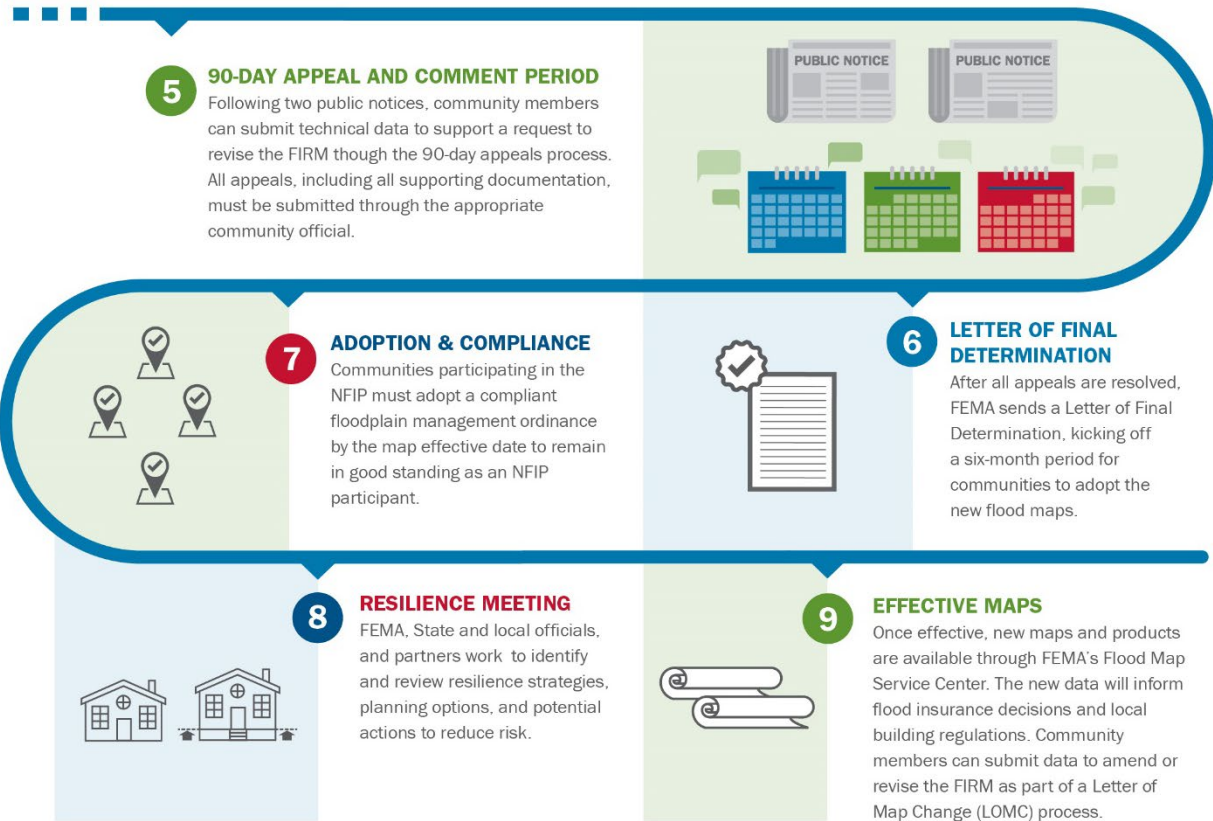 5
90-DAY APPEAL AND COMMENT PERIOD
Following two public notices, community members
can submit technical data to support a request to
revise the FIRM though the 90-day appeals process.
All appeals, including all supporting documentation,
must be submitted through the appropriate
community official.
PUBLIC NOTICE
PUBLIC NOTICE
6
LETTER OF FINAL
DETERMINATION
After all appeals are resolved,
FEMA sends a Letter of Final
Determination, kicking off
a six-month period for
communities to adopt the
new flood maps.
7
ADOPTION & COMPLIANCE
Communities participating in the
NFIP must adopt a compliant
floodplain management ordinance
by the map effective date to remain
in good standing as an NFIP
participant.
8
RESILIENCE MEETING
FEMA, State and local officials,
and partners work to identify
and review resilience strategies,
planning options, and potential
actions to reduce risk.
9
EFFECTIVE MAPS
Once effective, new maps and products
are available through FEMA's Flood Map
Service Center. The new data will inform
flood insurance decisions and local
building regulations. Community
members can submit data to amend or
revise the FIRM as part of a Letter of
Map Change (LOMC) process.